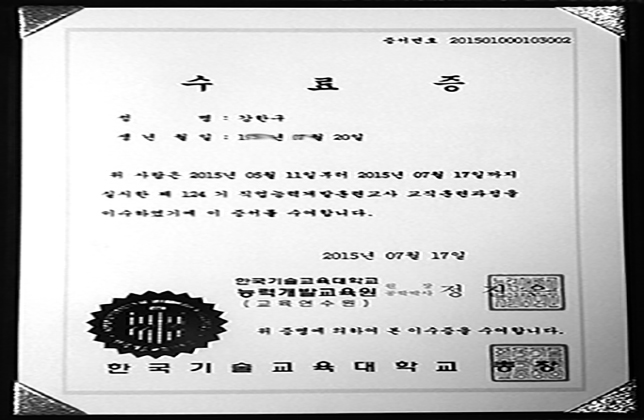 증서번호 201501000103002
수 료 증
성 명 : 강한구
생 년 월 일 : 1 년 월 20일
위 사람은 2015년 05월 11일부터 2015년 07월 17일까지
실시한 제 124 기 직업능력개발훈련교사 교직훈련과정을
이수하였기에 이 증서를 수여합니다.
2015년 07월 17일
한국기술교육대학교
능력개발교육원 원 장 공학박사 정
(교육연수원)
위 증명에 의하여 본 이수증을 수여합니다.
한국기술교육대학교 총장